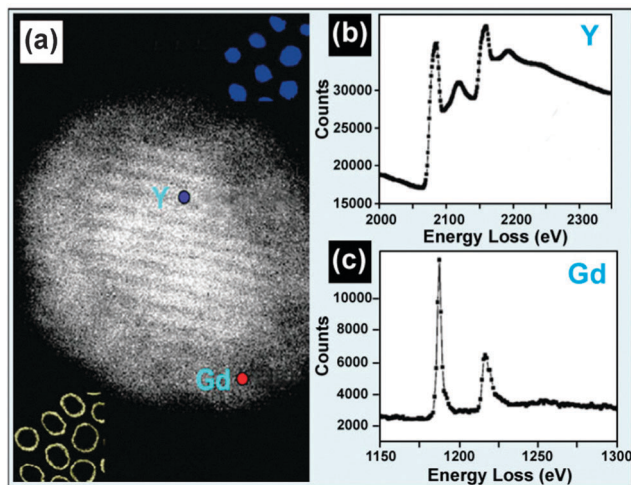 (a)
Y
Gd
(b)
Y
Counts
30000
25000
20000
15000
2000 2100 2200 2300
Energy Loss (eV)
(c)
Gd
Counts
10000
8000
6000
4000
2000
1150 1200 1250 1300
Energy Loss (eV)